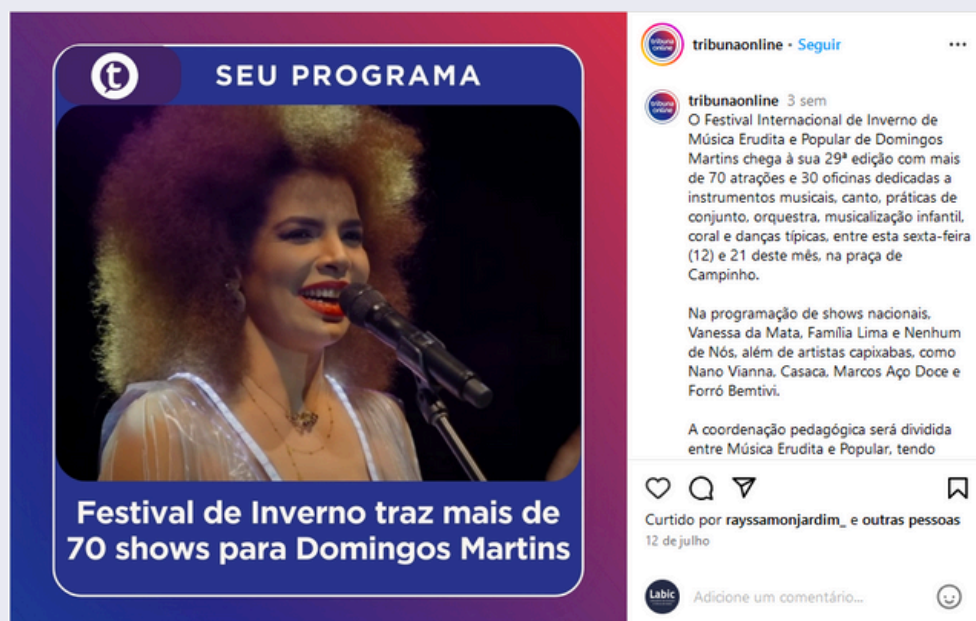 t
SEU PROGRAMA
Festival de Inverno traz mais de
70 shows para Domingos Martins
tribuna
online
tribunaonline • Seguir
tribuna
online
tribunaonline 3 sem
O Festival Internacional de Inverno de
Música Erudita e Popular de Domingos
Martins chega à sua 29ª edição com mais
de 70 atrações e 30 oficinas dedicadas a
instrumentos musicais, canto, práticas de
conjunto, orquestra, musicalização infantil,
coral e danças típicas, entre esta sexta-feira
(12) e 21 deste mês, na praça de
Campinho.
Na programação de shows nacionais,
Vanessa da Mata, Família Lima e Nenhum
de Nós, além de artistas capixabas, como
Nano Vianna, Casaca, Marcos Aço Doce e
Forró Bemtivi.
A coordenação pedagógica será dividida
entre Música Erudita e Popular, tendo
Curtido por rayssamonjardim_ e outras pessoas
12 de julho
Labic
Adicione um comentário...